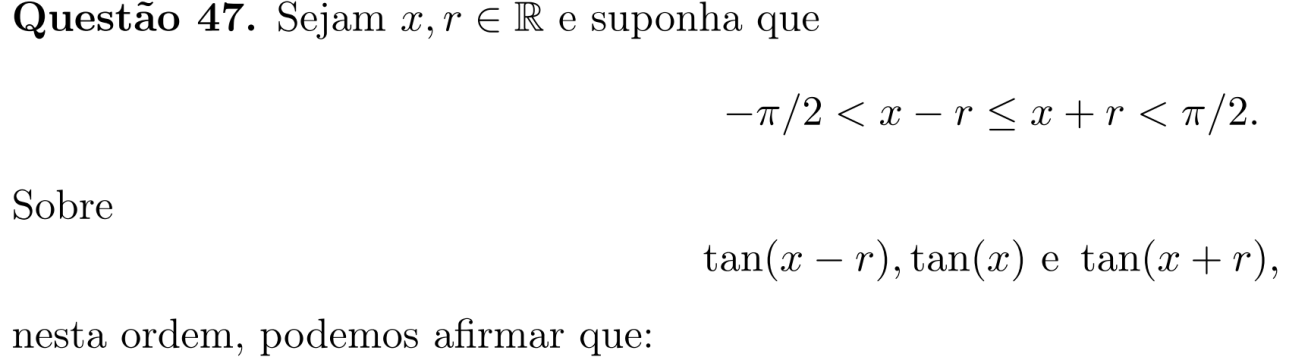 Questão 47. Sejam x, r ∈ ℝ e suponha que
−π/2 < x − r ≤ x + r < π/2.
Sobre
tan(x − r), tan(x) e tan(x + r),
nesta ordem, podemos afirmar que: